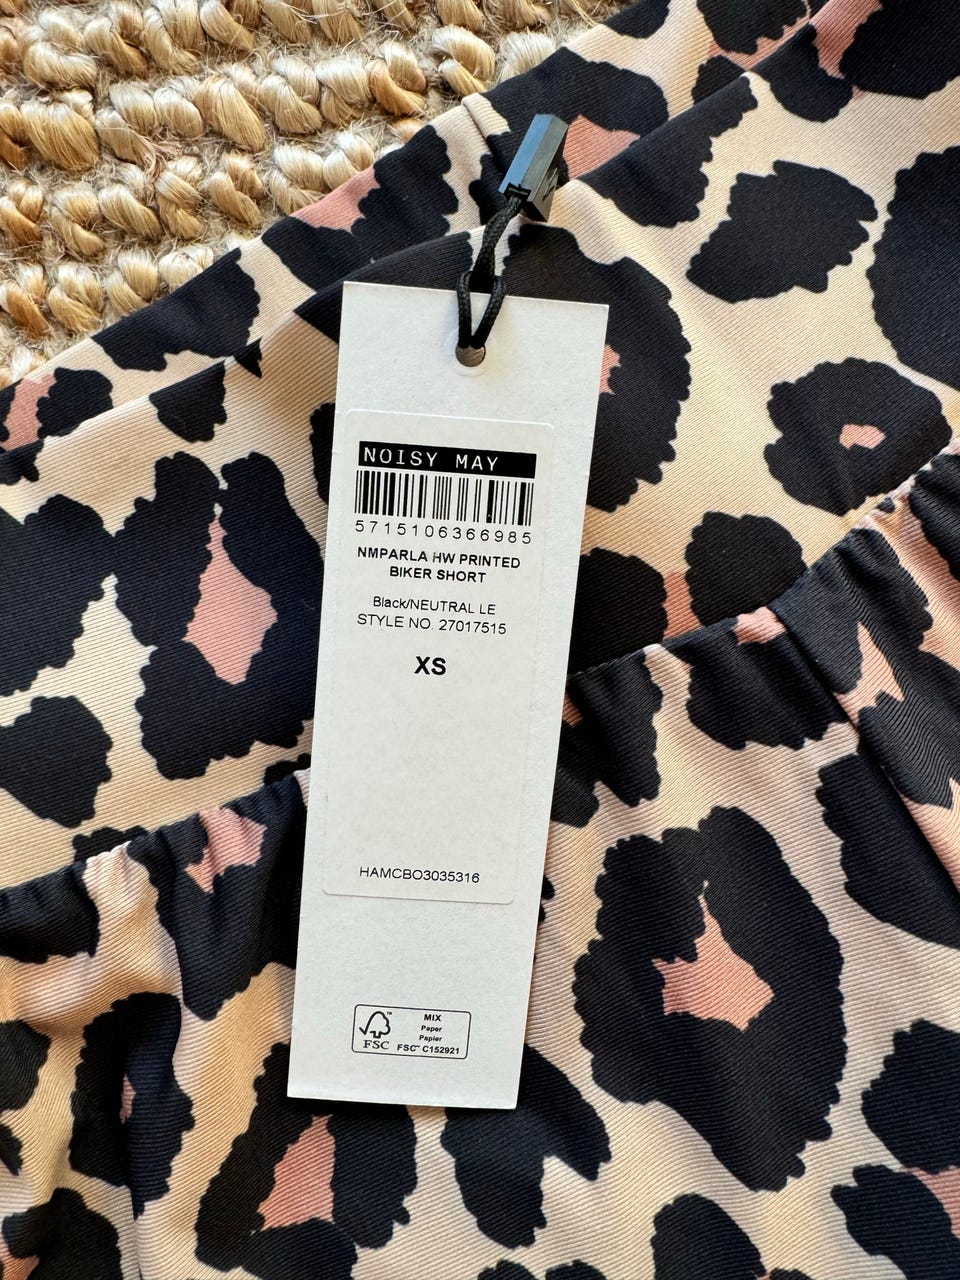 NOISY MAY
5715106366985
NMPARLA HW PRINTED
BIKER SHORT
Black/NEUTRAL LE
STYLE NO. 27017515
XS
HAMCBO3035316
FSC™
MIX
Paper
Papier
FSC™ C152921